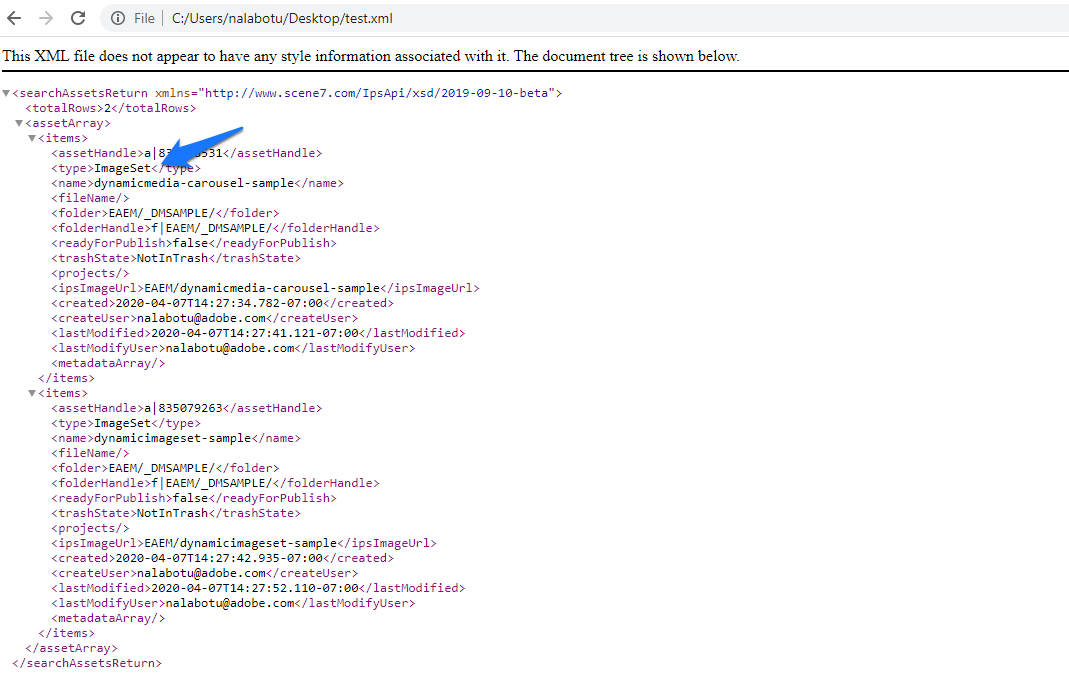 File C:/Users/nalabotu/Desktop/test.xml
This XML file does not appear to have any style information associated with it. The document tree is shown below.
<searchAssetsReturn xmlns="http://www.scene7.com/IpsApi/xsd/2019-09-10-beta">
<totalRows>2</totalRows>
<assetArray>
<items>
<assetHandle>a|83 531</assetHandle>
<type>ImageSet</type>
<name>dynamicmedia-carousel-sample</name>
<fileName/>
<folder>EAEM/_DMSAMPLE/</folder>
<folderHandle>f|EAEM/_DMSAMPLE/</folderHandle>
<readyForPublish>false</readyForPublish>
<trashState>NotInTrash</trashState>
<projects/>
<ipsImageUrl>EAEM/dynamicmedia-carousel-sample</ipsImageUrl>
<created>2020-04-07T14:27:34.782-07:00</created>
<createUser>nalabotu@adobe.com</createUser>
<lastModified>2020-04-07T14:27:41.121-07:00</lastModified>
<lastModifyUser>nalabotu@adobe.com</lastModifyUser>
<metadataArray/>
</items>
<items>
<assetHandle>a|835079263</assetHandle>
<type>ImageSet</type>
<name>dynamicimageset-sample</name>
<fileName/>
<folder>EAEM/_DMSAMPLE/</folder>
<folderHandle>f|EAEM/_DMSAMPLE/</folderHandle>
<readyForPublish>false</readyForPublish>
<trashState>NotInTrash</trashState>
<projects/>
<ipsImageUrl>EAEM/dynamicimageset-sample</ipsImageUrl>
<created>2020-04-07T14:27:42.935-07:00</created>
<createUser>nalabotu@adobe.com</createUser>
<lastModified>2020-04-07T14:27:52.110-07:00</lastModified>
<lastModifyUser>nalabotu@adobe.com</lastModifyUser>
<metadataArray/>
</items>
</assetArray>
</searchAssetsReturn>